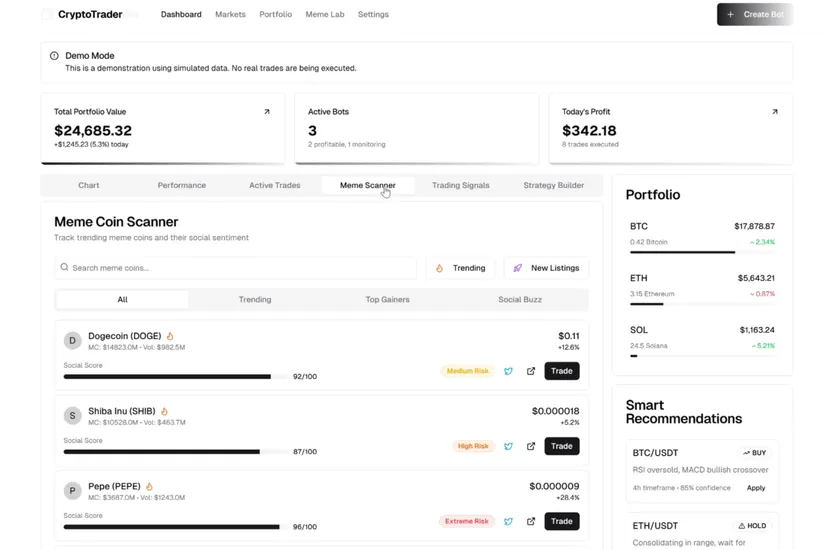 CryptoTrader
Dashboard
Markets
Portfolio
Meme Lab
Settings
+ Create Bot
Demo Mode
This is a demonstration using simulated data. No real trades are being executed.
Total Portfolio Value
$24,685.32
+$1,245.23 (5.3%) today
Active Bots
3
2 profitable, 1 monitoring
Today's Profit
$342.18
8 trades executed
Chart
Performance
Active Trades
Meme Scanner
Trading Signals
Strategy Builder
Meme Coin Scanner
Track trending meme coins and their social sentiment
Search meme coins...
Trending
New Listings
All
Trending
Top Gainers
Social Buzz
D
Dogecoin (DOGE)
MC: $14823.0M • Vol: $982.5M
$0.11
+12.6%
Social Score
92/100
Medium Risk
Trade
S
Shiba Inu (SHIB)
MC: $10528.0M • Vol: $463.7M
$0.000018
+5.2%
Social Score
87/100
High Risk
Trade
P
Pepe (PEPE)
MC: $3687.0M • Vol: $1243.0M
$0.000009
+28.4%
Social Score
96/100
Extreme Risk
Trade
Portfolio
BTC
$17,878.87
0.42 Bitcoin
2.34%
ETH
$5,643.21
3.15 Ethereum
0.87%
SOL
$1,163.24
24.5 Solana
5.21%
Smart
Recommendations
BTC/USDT
BUY
RSI oversold, MACD bullish crossover
4h timeframe • 85% confidence
Apply
ETH/USDT
HOLD
Consolidating in range, wait for